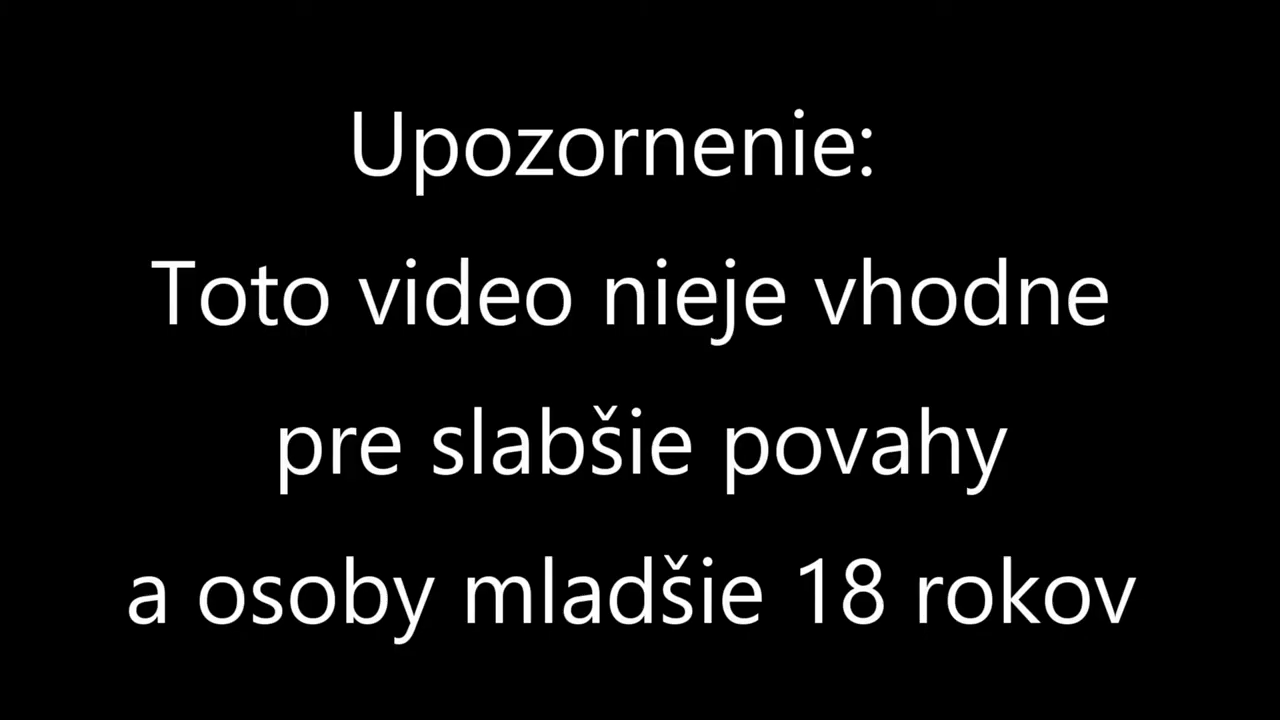 Upozornenie:
Toto video nieje vhodne
pre slabšie povahy
a osoby mladšie 18 rokov